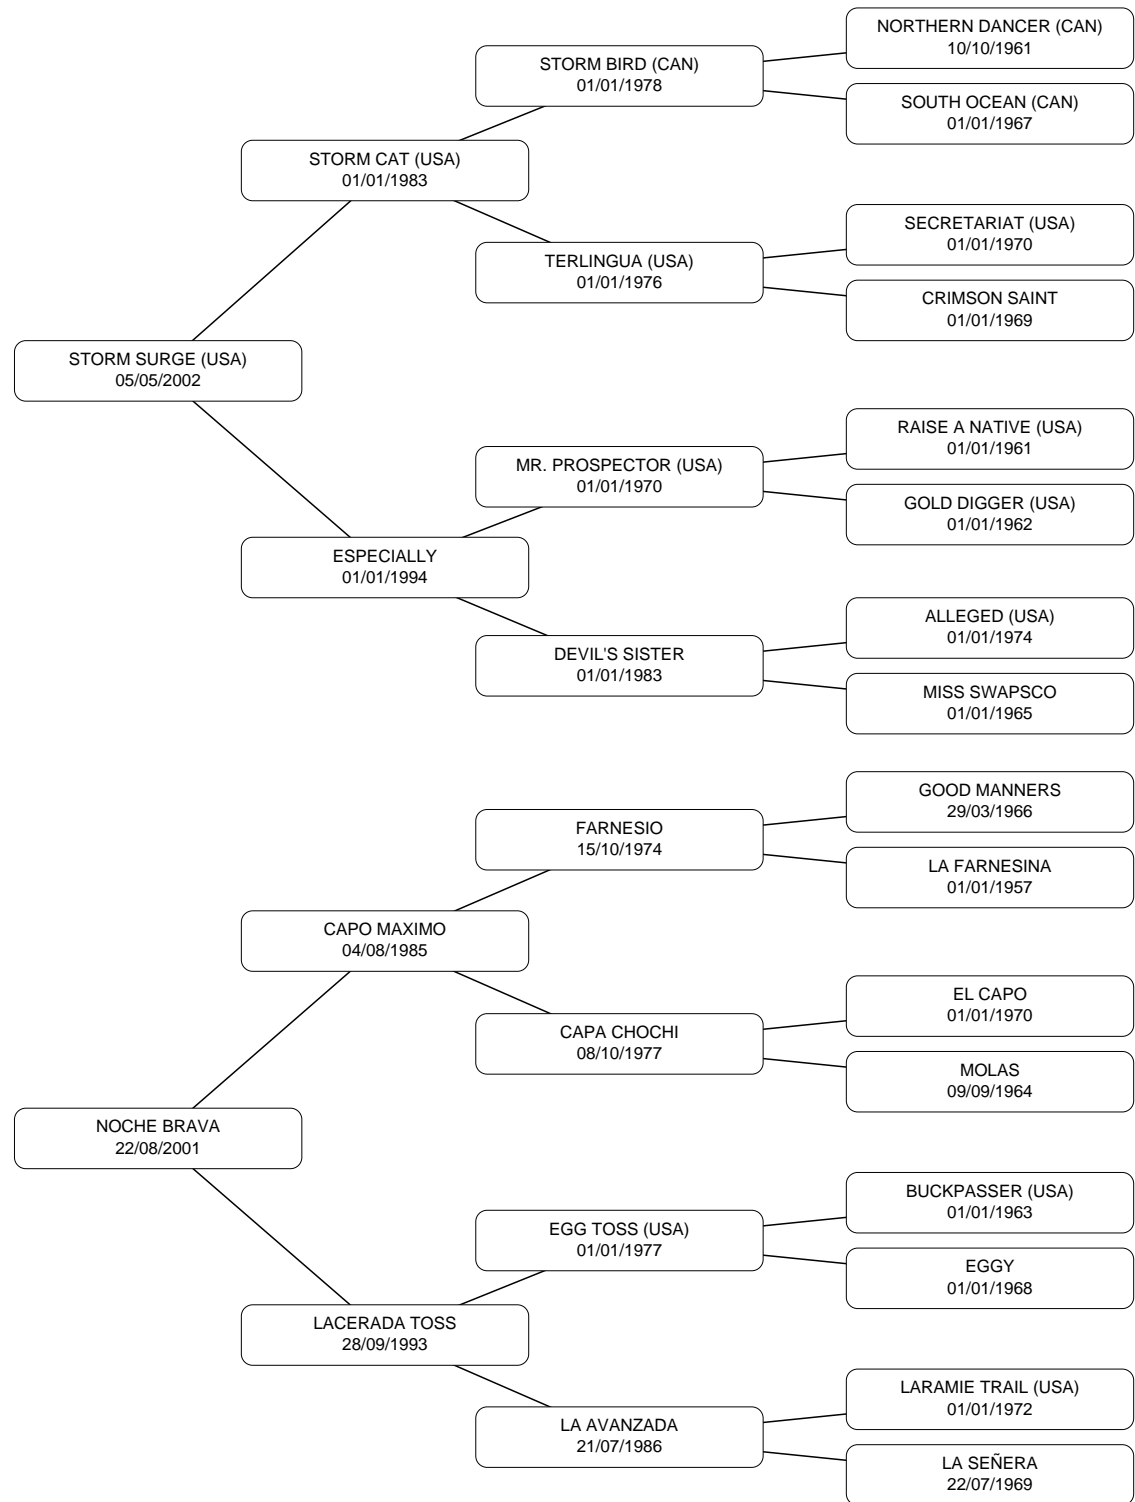 NORTHERN DANCER (CAN)
10/10/1961
STORM BIRD (CAN)
01/01/1978
SOUTH OCEAN (CAN)
01/01/1967
STORM CAT (USA)
01/01/1983
SECRETARIAT (USA)
01/01/1970
TERLINGUA (USA)
01/01/1976
CRIMSON SAINT
01/01/1969
STORM SURGE (USA)
05/05/2002
RAISE A NATIVE (USA)
01/01/1961
MR. PROSPECTOR (USA)
01/01/1970
GOLD DIGGER (USA)
01/01/1962
ESPECIALLY
01/01/1994
ALLEGED (USA)
01/01/1974
DEVIL'S SISTER
01/01/1983
MISS SWAPSCO
01/01/1965
GOOD MANNERS
29/03/1966
FARNESIO
15/10/1974
LA FARNESINA
01/01/1957
CAPO MAXIMO
04/08/1985
EL CAPO
01/01/1970
CAPA CHOCHI
08/10/1977
MOLAS
09/09/1964
NOCHE BRAVA
22/08/2001
BUCKPASSER (USA)
01/01/1963
EGG TOSS (USA)
01/01/1977
EGGY
01/01/1968
LACERADA TOSS
28/09/1993
LARAMIE TRAIL (USA)
01/01/1972
LA AVANZADA
21/07/1986
LA SEÑERA
22/07/1969